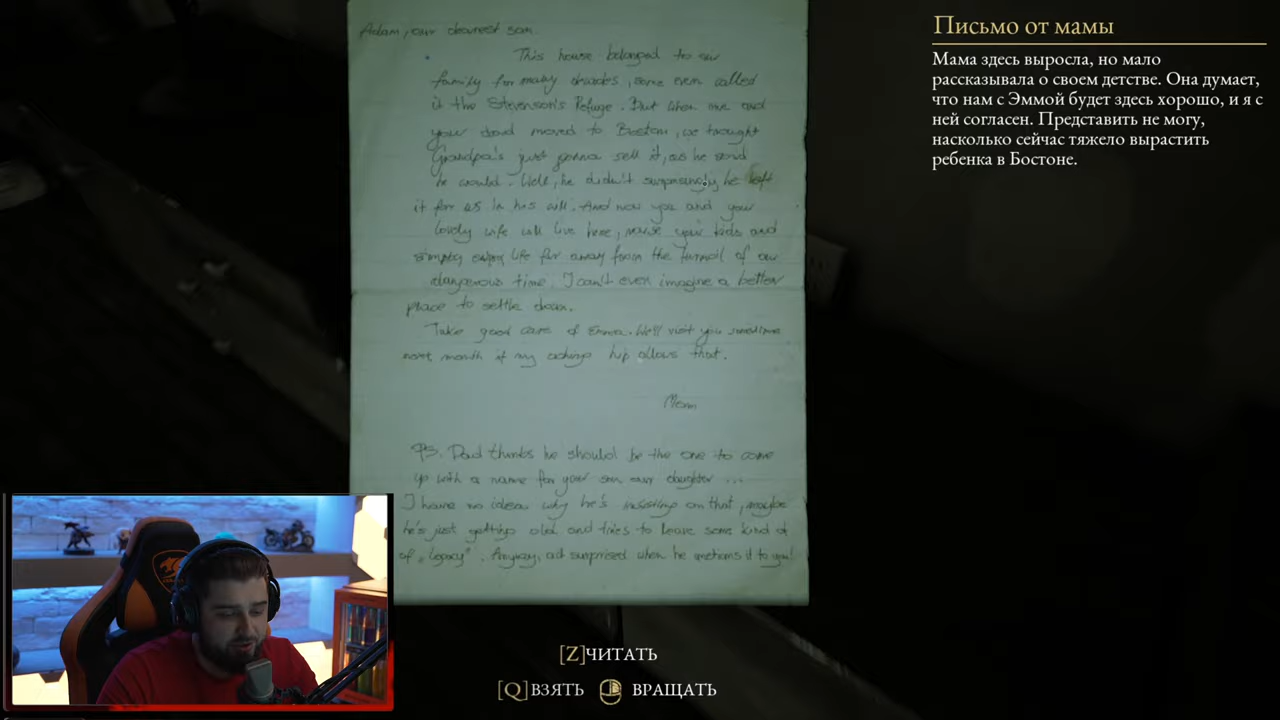 Adam, our dearest son
This house belonged to our
family for many decades, some even called
it the Stevenson's Refuge. But when me and
your dad moved to Boston, we thought
Grandpa's just gonna sell it, as he said
he would. Well, he didn't surprisingly he left
it for us in his will. And now you and your
lovely wife will live here, raise your kids and
simply enjoy life far away from the turmoil of our
dangerous time. I can't even imagine a better
place to settle down.
Take good care of Emma. We'll visit you sometime
next month if my aching hip allows that.
Mom
PS. Dad thinks he should be the one to come
up with a name for your son our daughter ...
I have no idea why he's insisting on that, maybe
he's just getting old and tries to leave some kind of
of „legacy". Anyway, act surprised when he mentions it to you!
Письмо от мамы
Мама здесь выросла, но мало
рассказывала о своем детстве. Она думает,
что нам с Эммой будет здесь хорошо, и я с
ней согласен. Представить не могу,
насколько сейчас тяжело вырастить
ребенка в Бостоне.
[Z]ЧИТАТЬ
[Q]ВЗЯТЬ ВРАЩАТЬ